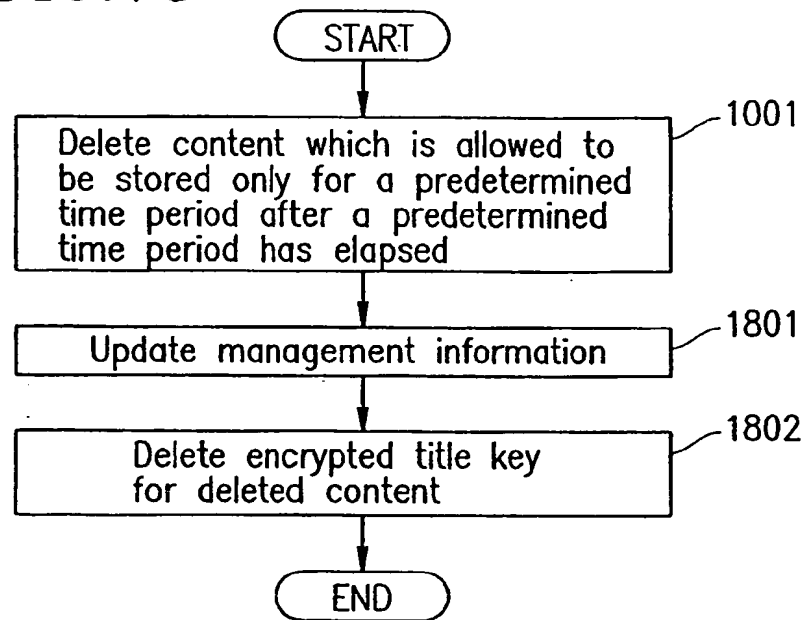 START
1001
Delete content which is allowed to
be stored only for a predetermined
time period after a predetermined
time period has elapsed
1801
Update management information
1802
Delete encrypted title key
for deleted content
END